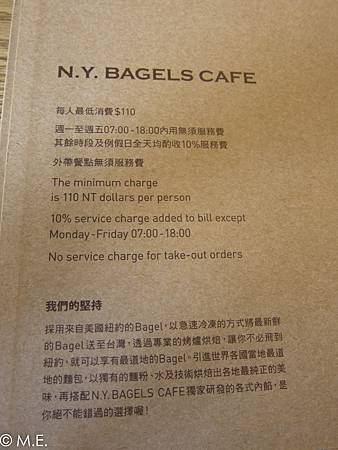 N.Y. BAGELS CAFE
每人最低消費$110
週一至週五07:00-18:00內用無須服務費
其餘時段及例假日全天均酌收10%服務費
外帶餐點無須服務費
The minimum charge
is 110 NT dollars per person
10% service charge added to bill except
Monday-Friday 07:00-18:00
No service charge for take-out orders
我們的堅持
採用來自美國紐約的Bagel，以急速冷凍的方式將最新鮮
的Bagel送至台灣，透過專業的烤爐烘焙，讓你不必飛到
紐約，就可以享有最道地的Bagel。引進世界各國當地最道
地的麵包，以獨有的麵粉、水及技術烘焙出各地最純正的美
味，再搭配N.Y. BAGELS CAFE獨家研發的各式內餡，是
你絕不能錯過的選擇喔！
© M.E.